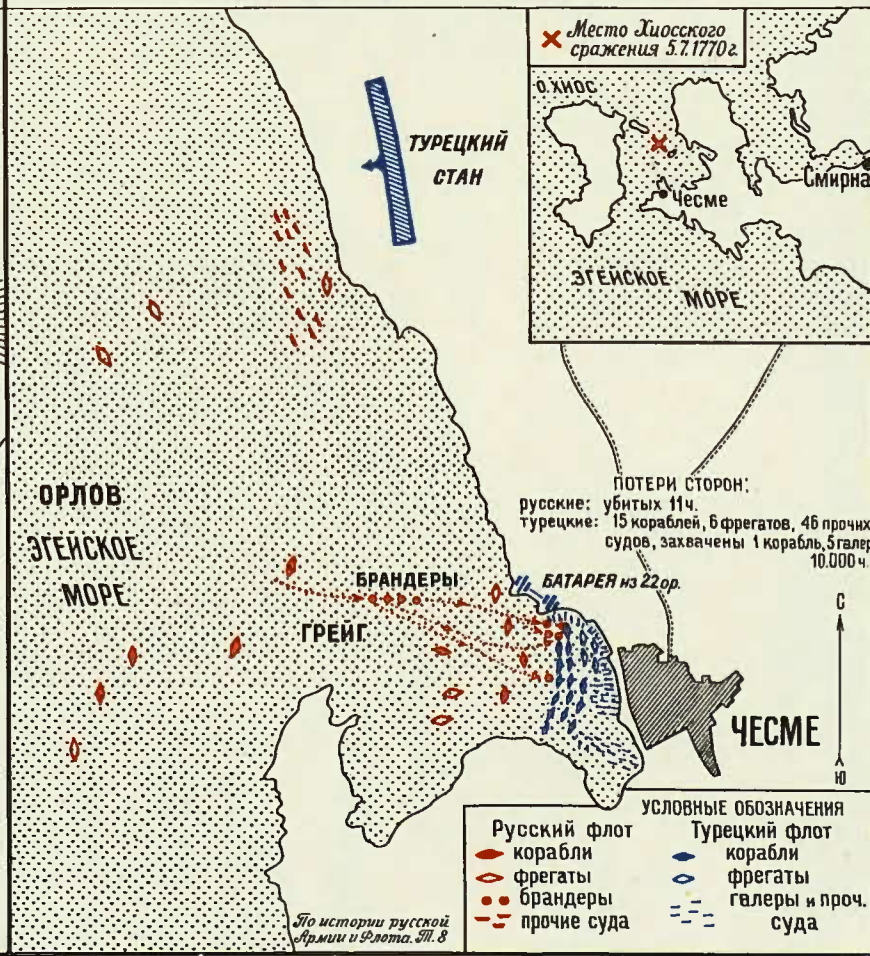 Место Хиосского
сражения 5.7.1770г.
О.ХИОС
Смирна
Чесме
ЭГЕЙСКОЕ
МОРЕ
ТУРЕЦКИЙ
СТАН
ПОТЕРИ СТОРОН:
русские: убитых 11ч.
турецкие: 15 кораблей, 6 фрегатов, 46 прочих
судов, захвачены 1 корабль, 5 галер
10.000 ч.
ОРЛОВ
ЭГЕЙСКОЕ
МОРЕ
БРАНДЕРЫ
БАТАРЕЯ из 22 ор.
ГРЕЙГ
С
Ю
ЧЕСМЕ
УСЛОВНЫЕ ОБОЗНАЧЕНИЯ
Русский флот
корабли
фрегаты
брандеры
прочие суда
Турецкий флот
корабли
фрегаты
галеры и проч.
суда
По истории русской
Армии и Флота. Т. 8